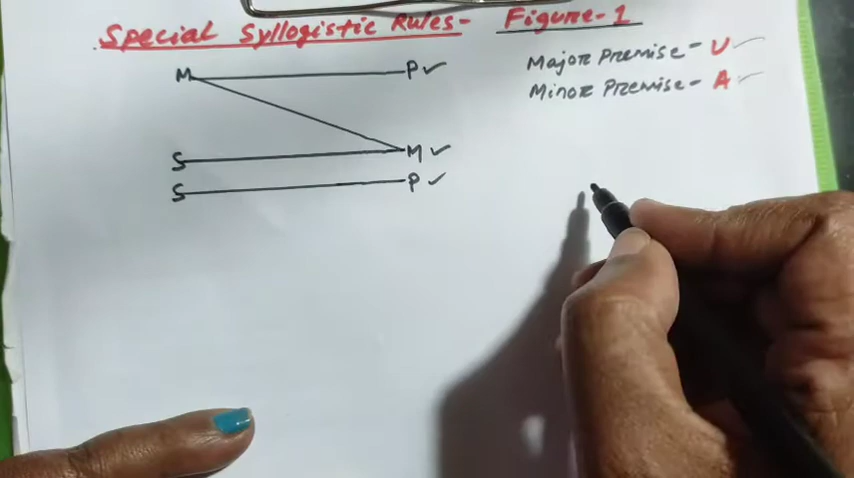 Special Syllogistic Rules- Figure-1
M P ✓
S M ✓
S P ✓
Major Premise - U ✓
Minor Premise - A ✓